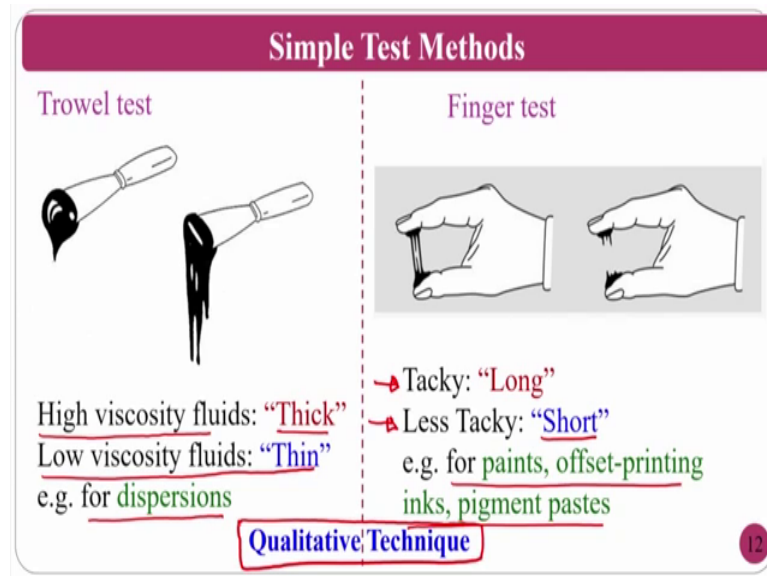 Simple Test Methods
Trowel test
High viscosity fluids: “Thick”
Low viscosity fluids: “Thin”
e.g. for dispersions
Finger test
Tacky: “Long”
Less Tacky: “Short”
e.g. for paints, offset-printing
inks, pigment pastes
Qualitative Technique
12